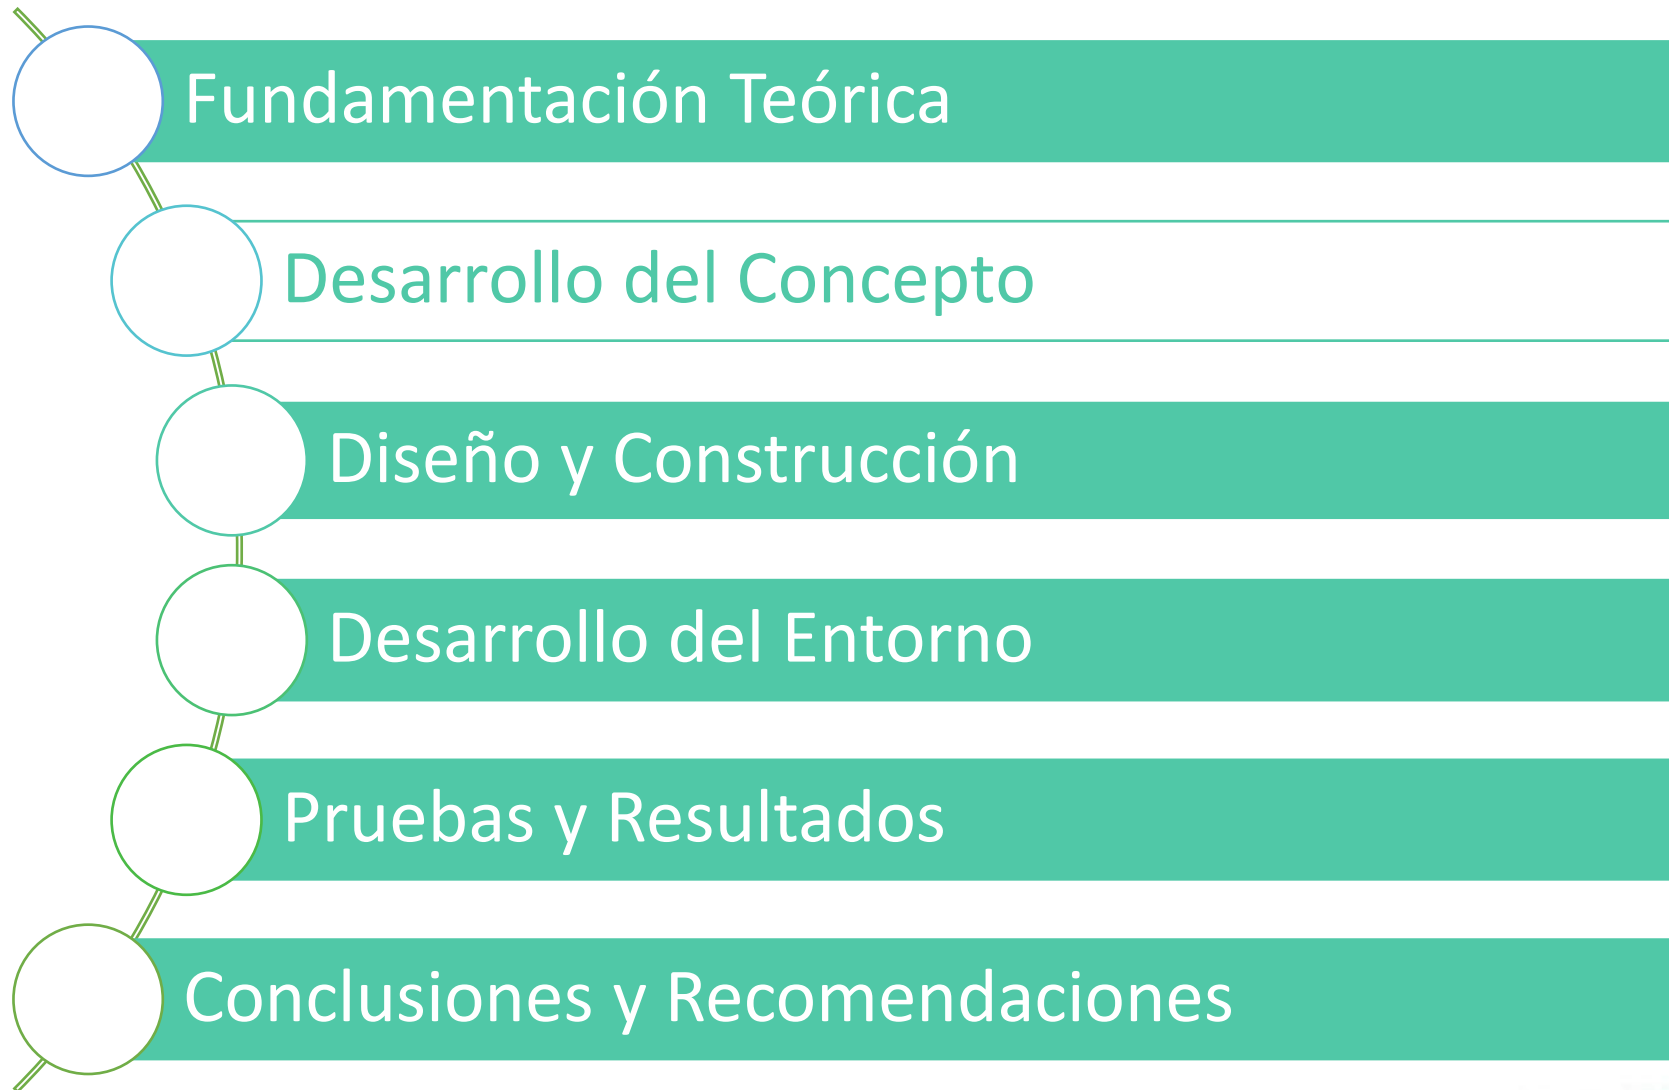 Fundamentación Teórica
Desarrollo del Concepto
Diseño y Construcción
Desarrollo del Entorno
Pruebas y Resultados
Conclusiones y Recomendaciones